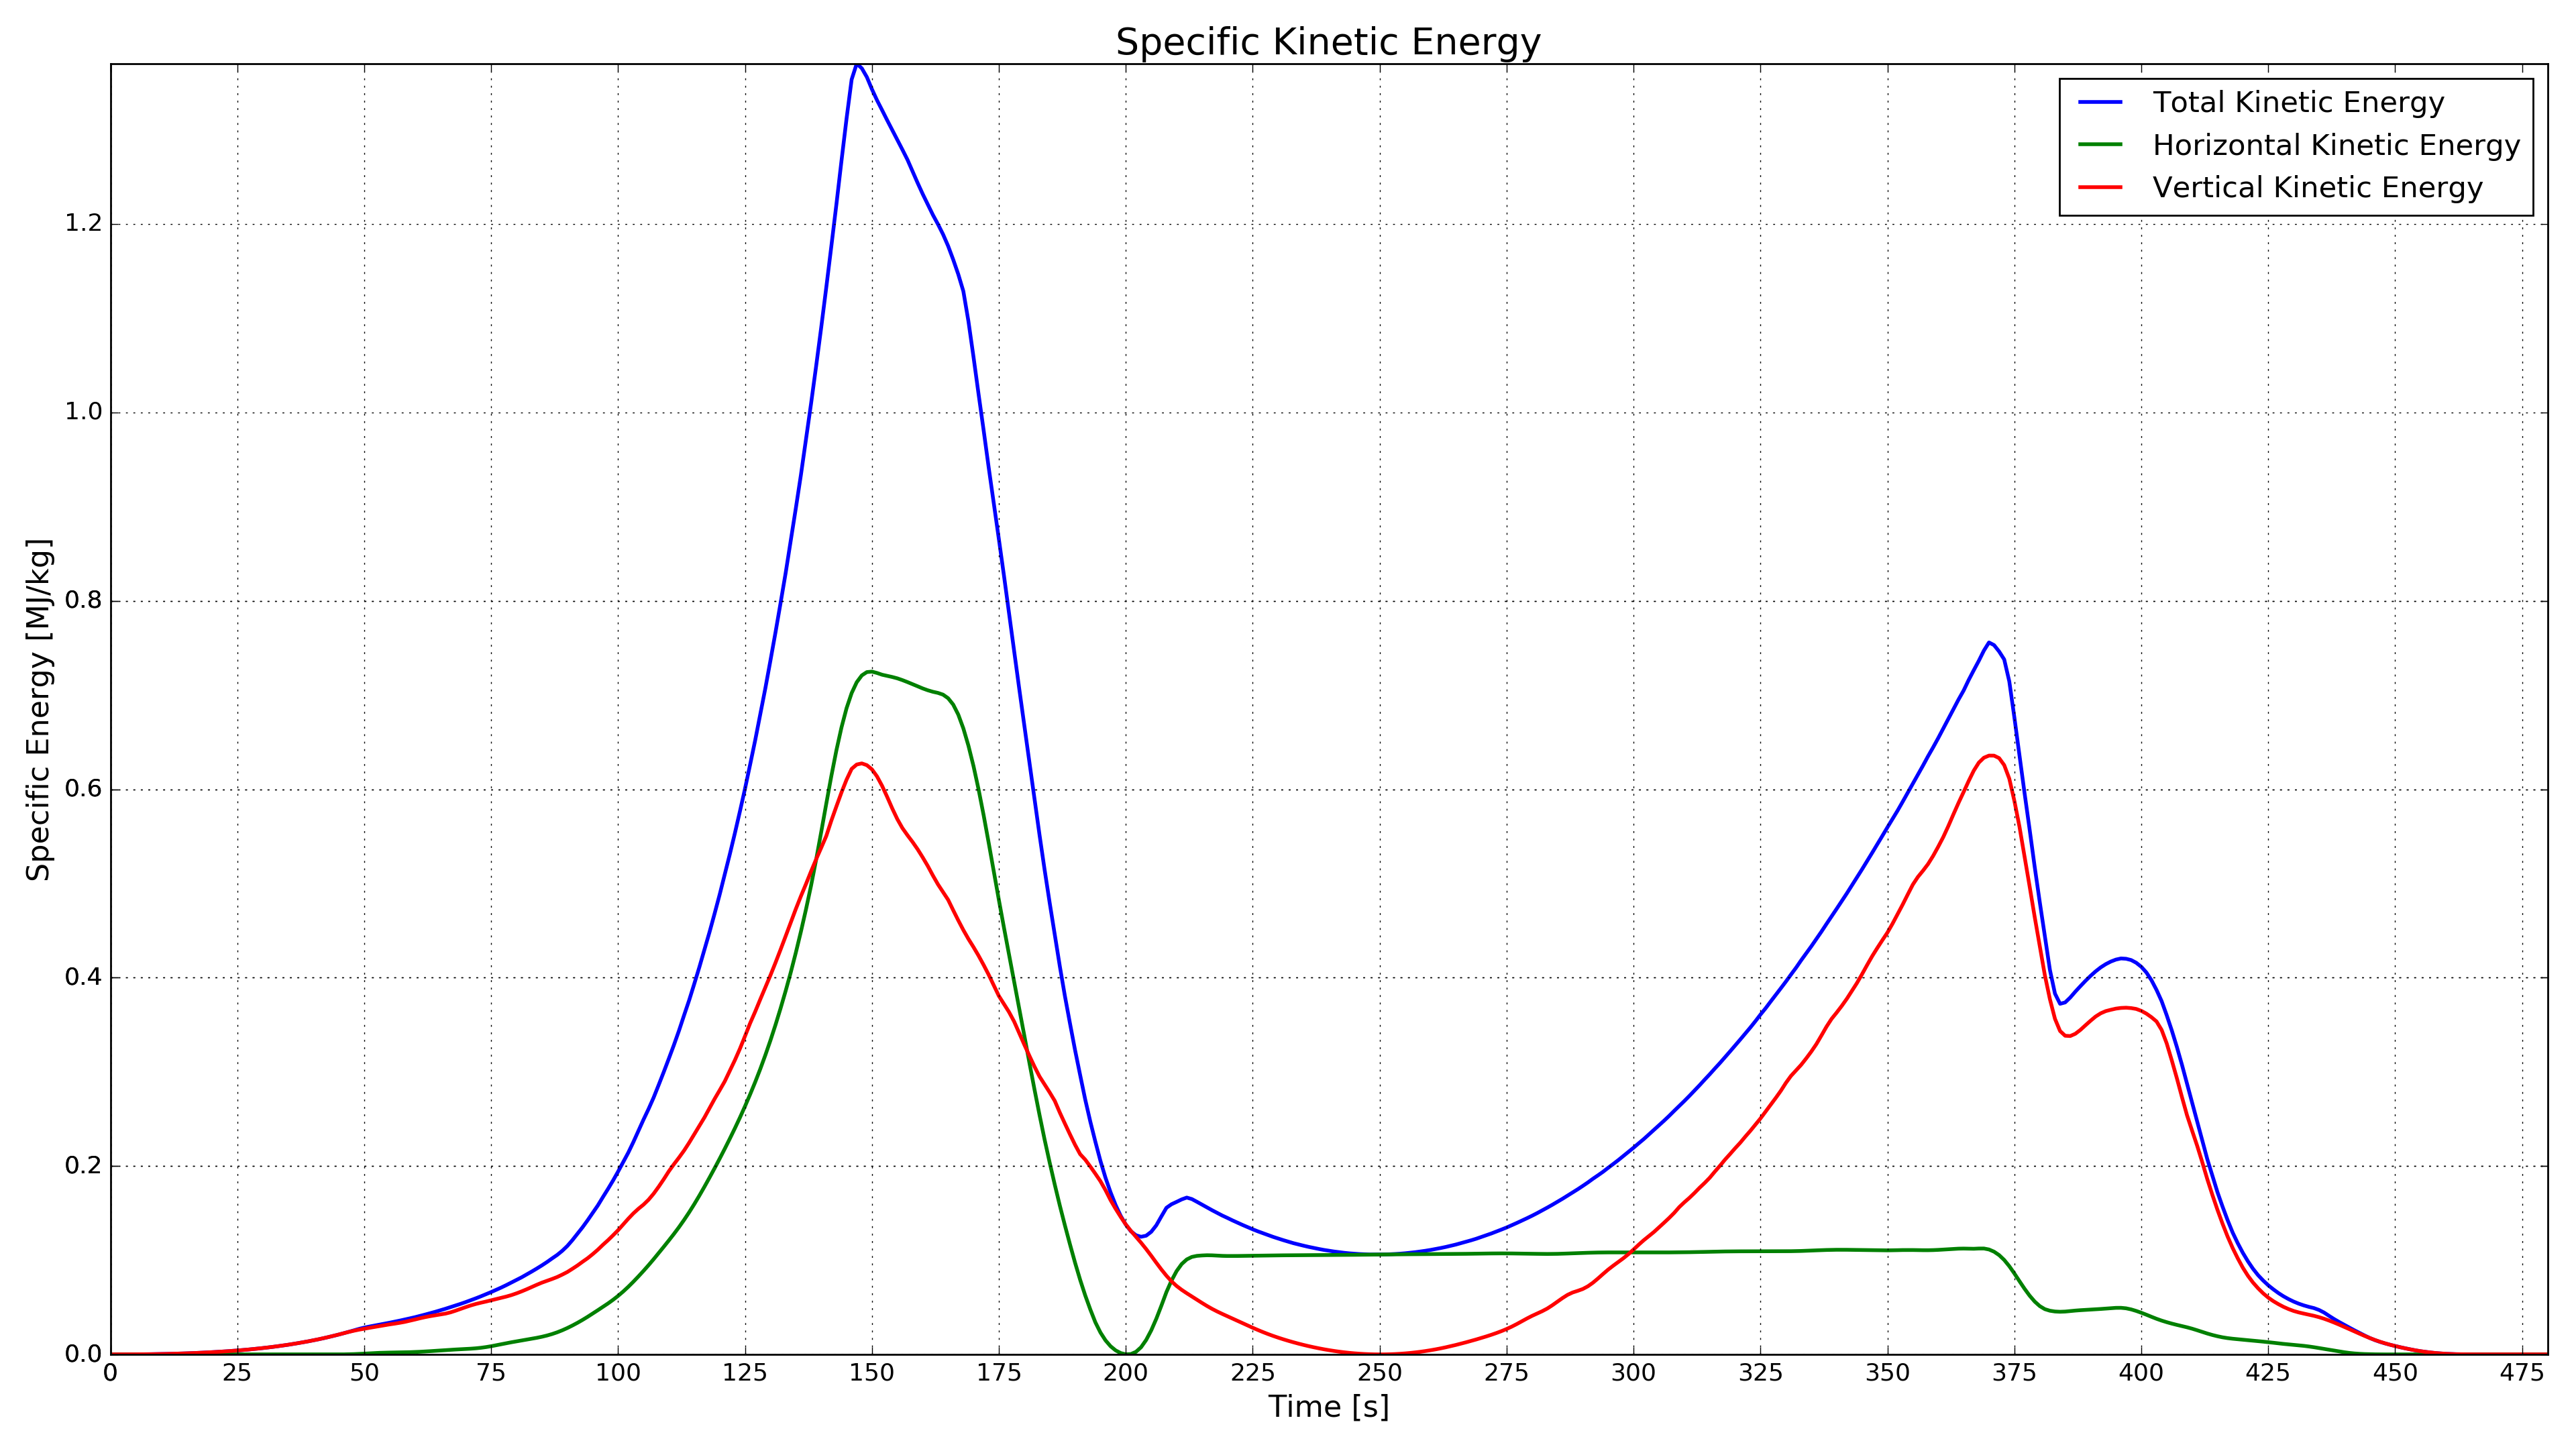 Specific Kinetic Energy
Total Kinetic Energy
Horizontal Kinetic Energy
Vertical Kinetic Energy
Specific Energy [MJ/kg]
1.2
1.0
0.8
0.6
0.4
0.2
0.0
0 25 50 75 100 125 150 175 200 225 250 275 300 325 350 375 400 425 450 475
Time [s]